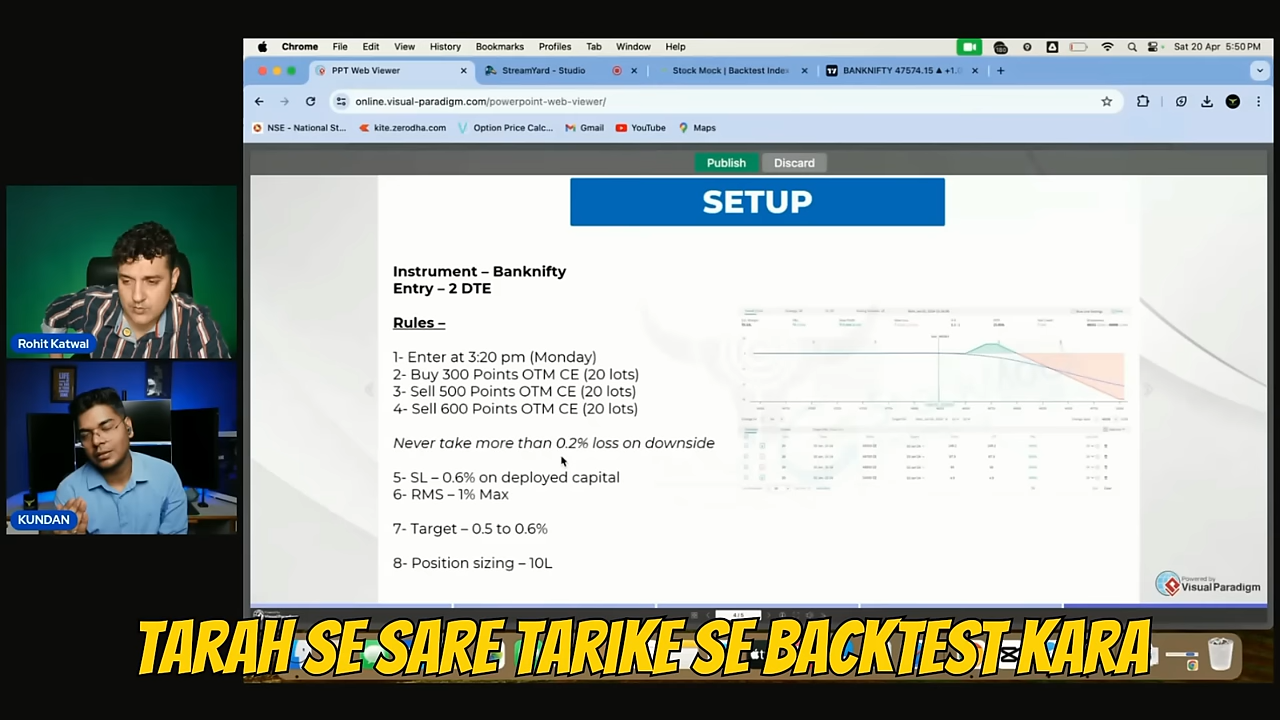 Chrome File Edit View History Bookmarks Profiles Tab Window Help Sat 20 Apr 5:50 PM
PPT Web Viewer StreamYard - Studio Stock Mock | Backtest Index BANKNIFTY 47574.15 ▲ +1.
online.visual-paradigm.com/powerpoint-web-viewer/
NSE - National St... kite.zerodha.com Option Price Calc... Gmail YouTube Maps
Publish Discard
SETUP
Instrument – Banknifty
Entry – 2 DTE
Rules –
1- Enter at 3:20 pm (Monday)
2- Buy 300 Points OTM CE (20 lots)
3- Sell 500 Points OTM CE (20 lots)
4- Sell 600 Points OTM CE (20 lots)
Never take more than 0.2% loss on downside
5- SL – 0.6% on deployed capital
6- RMS – 1% Max
7- Target – 0.5 to 0.6%
8- Position sizing – 10L
Rohit Katwal
KUNDAN
Powered by
Visual Paradigm
4 / 5
TARAH SE SARE TARIKE SE BACKTEST KARA